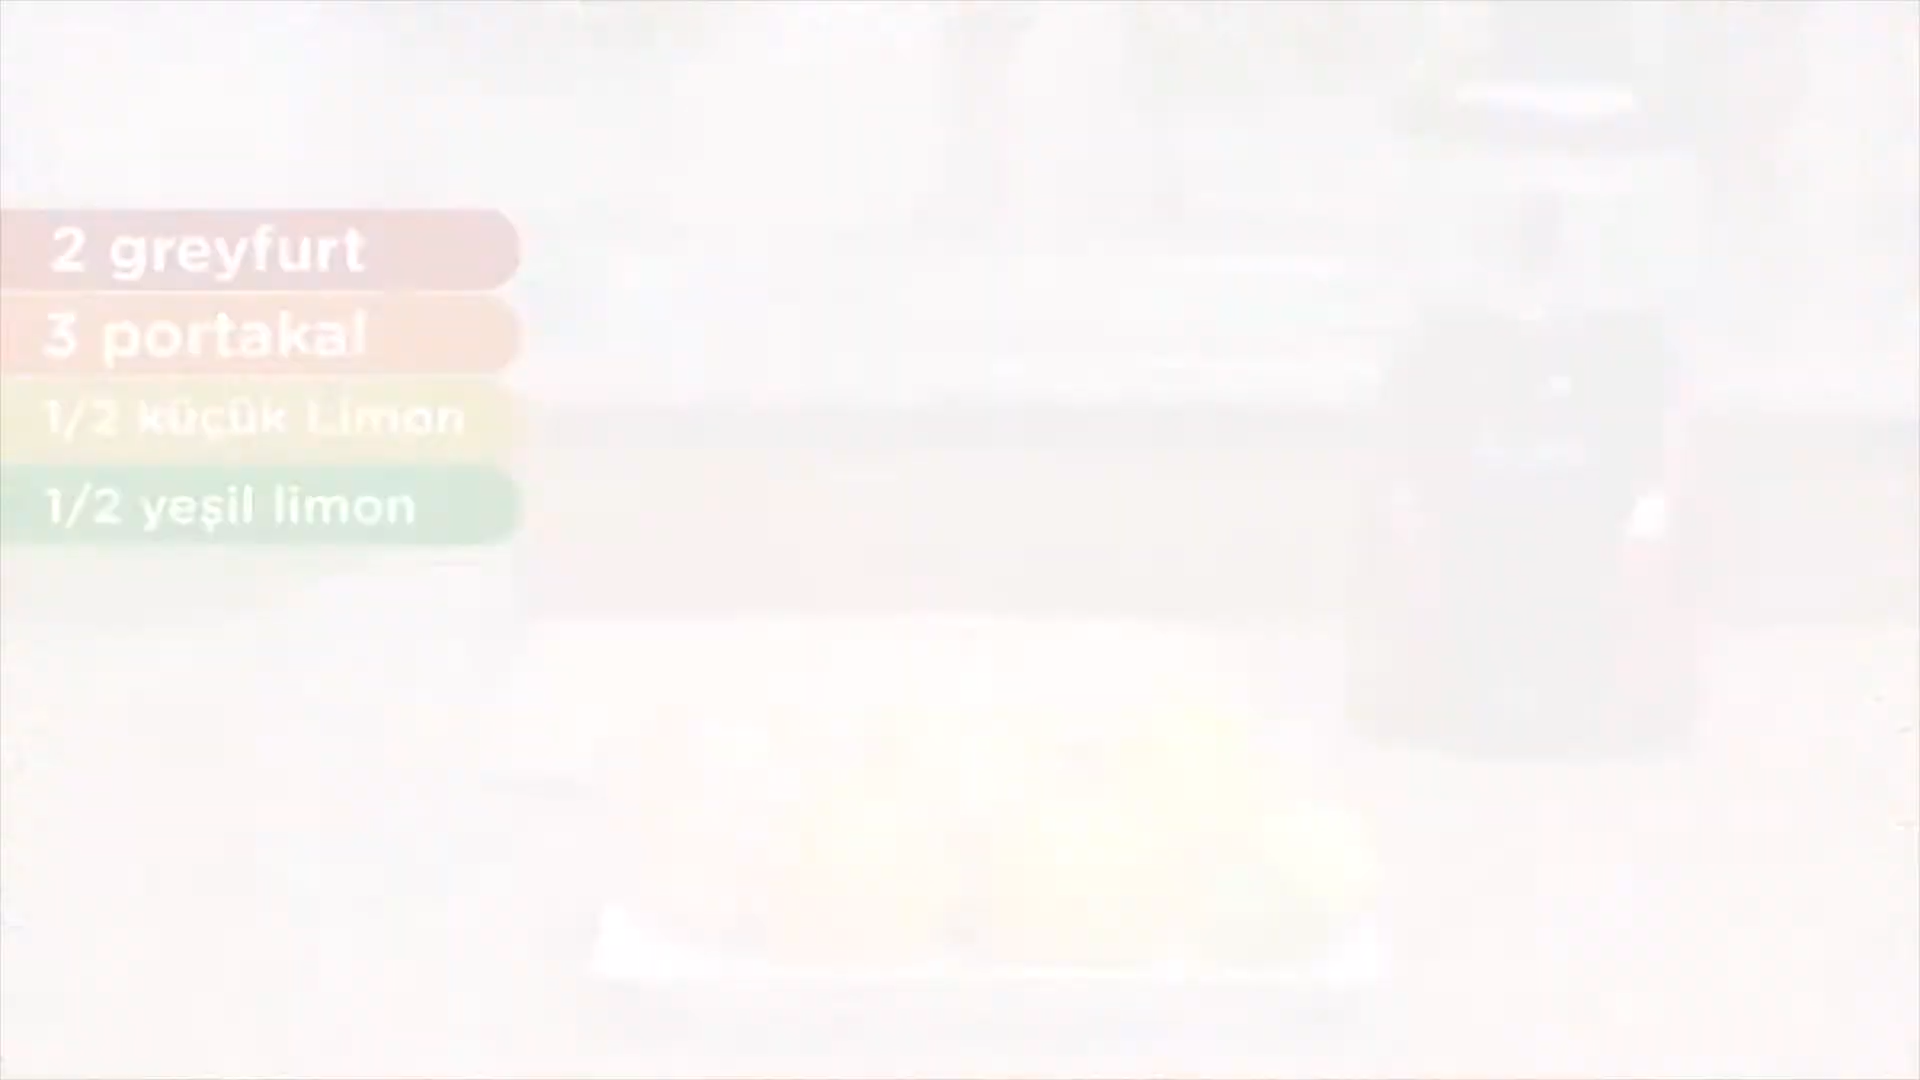 2 greyfurt
3 portakal
1/2 küçük Limon
1/2 yeşil limon